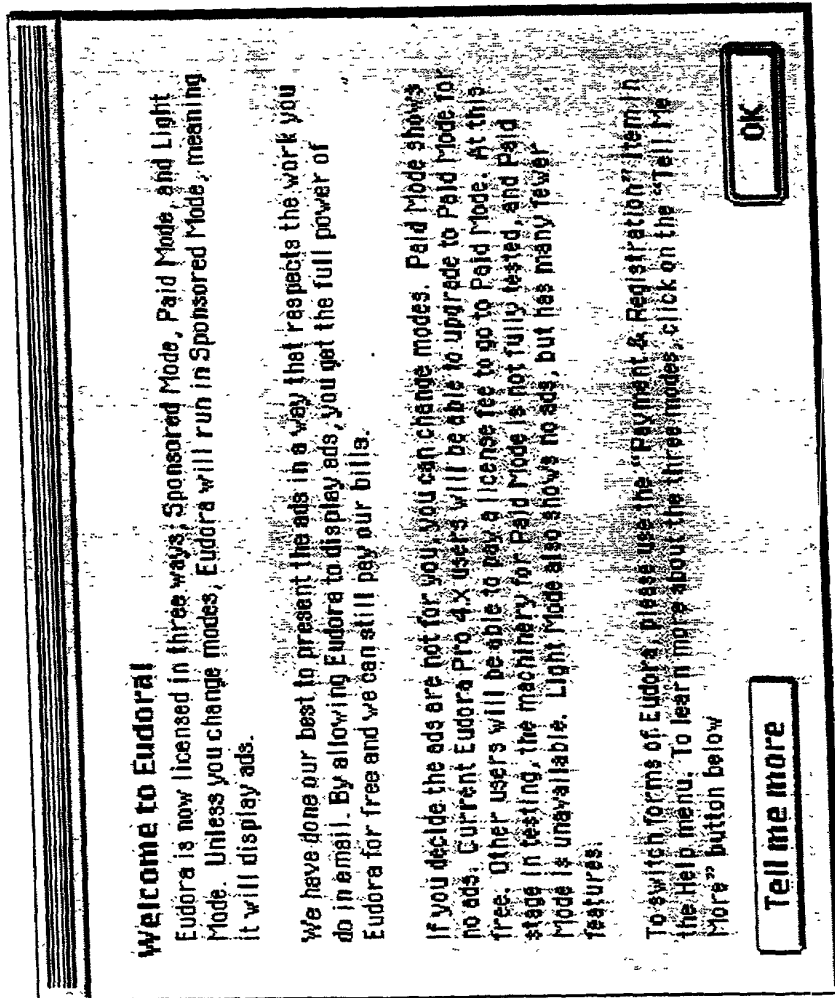 Welcome to Eudora!
Eudora is now licensed in three ways; Sponsored Mode, Paid Mode, and Light
Mode. Unless you change modes, Eudora will run in Sponsored Mode, meaning
it will display ads.
We have done our best to present the ads in a way that respects the work you
do in email. By allowing Eudora to display ads, you get the full power of
Eudora for free and we can still pay our bills.
If you decide the ads are not for you, you can change modes. Paid Mode shows
no ads. Current Eudora Pro 4.x users will be able to upgrade to Paid Mode for
free. Other users will be able to pay a license fee to go to Paid Mode. At this
stage in testing, the machinery for Paid Mode is not fully tested, and Paid
Mode is unavailable. Light Mode also shows no ads, but has many fewer
features.
To switch forms of Eudora, please use the “Payment & Registration” item in
the Help menu. To learn more about the three modes, click on the “Tell Me
More” button below
Tell me more
OK